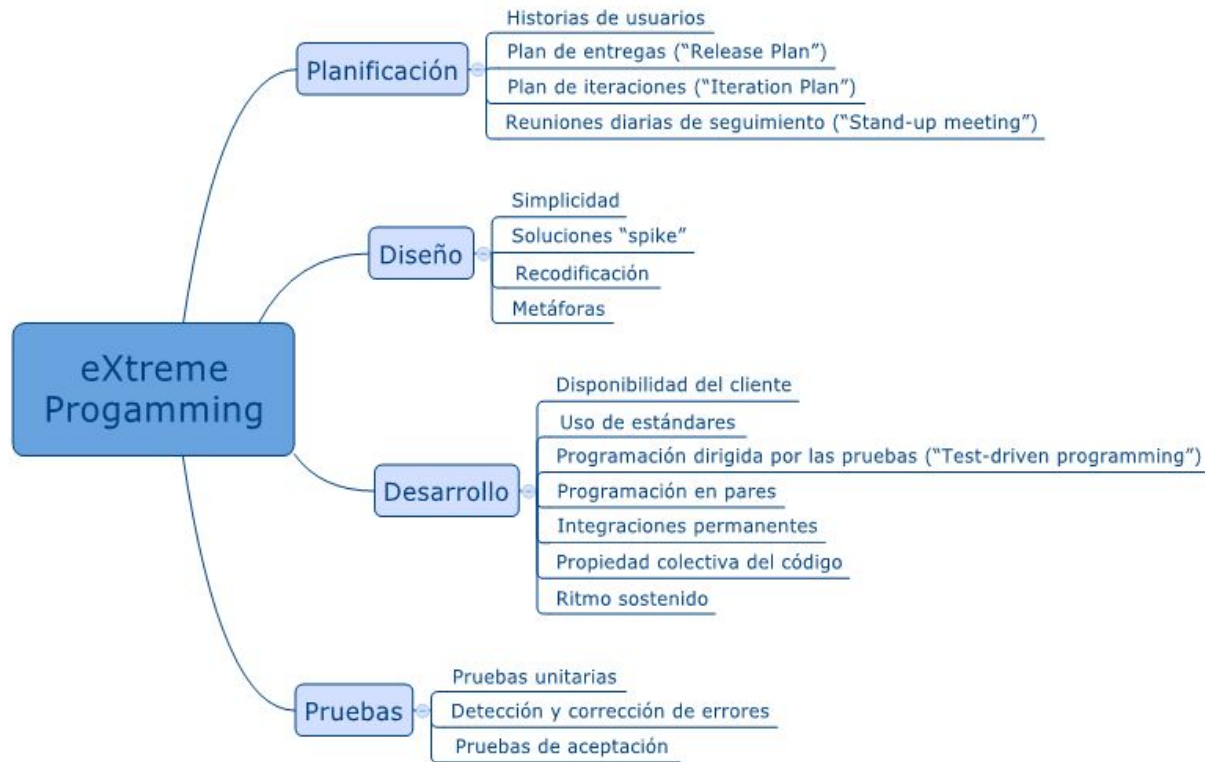 eXtreme
Progamming
Planificación
Historias de usuarios
Plan de entregas (“Release Plan”)
Plan de iteraciones (“Iteration Plan”)
Reuniones diarias de seguimiento (“Stand-up meeting”)
Diseño
Simplicidad
Soluciones “spike”
Recodificación
Metáforas
Desarrollo
Disponibilidad del cliente
Uso de estándares
Programación dirigida por las pruebas (“Test-driven programming”)
Programación en pares
Integraciones permanentes
Propiedad colectiva del código
Ritmo sostenido
Pruebas
Pruebas unitarias
Detección y corrección de errores
Pruebas de aceptación